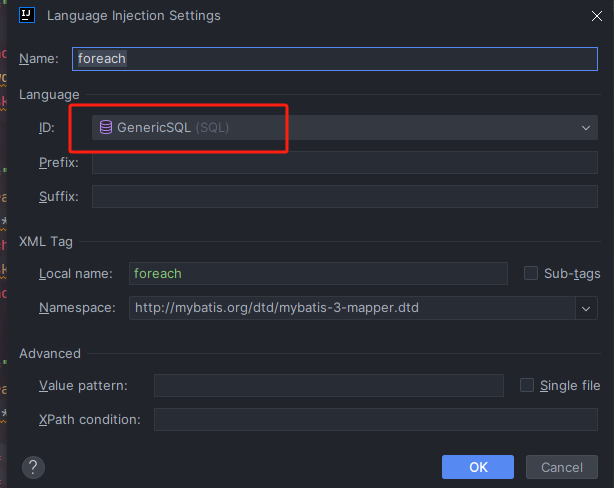 IJ
Language Injection Settings
Name: foreach
Language
ID: GenericSQL (SQL)
Prefix:
Suffix:
XML Tag
Local name: foreach Sub-tags
Namespace: http://mybatis.org/dtd/mybatis-3-mapper.dtd
Advanced
Value pattern: Single file
XPath condition:
? OK Cancel